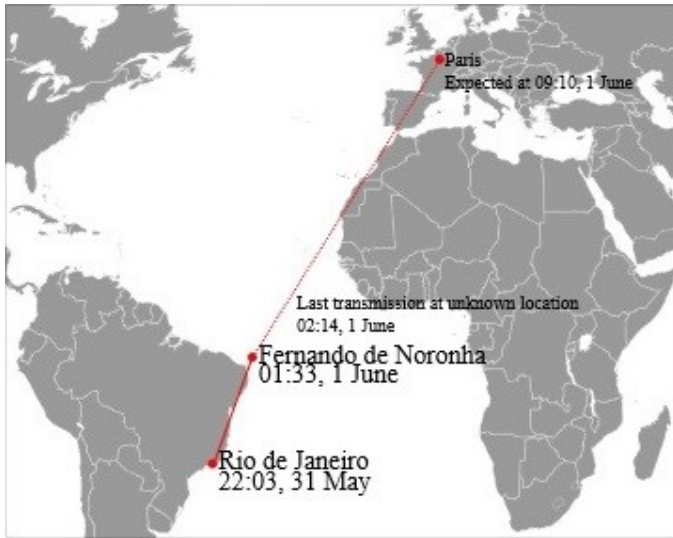 Paris
Expected at 09:10, 1 June
Last transmission at unknown location
02:14, 1 June
Fernando de Noronha
01:33, 1 June
Rio de Janeiro
22:03, 31 May